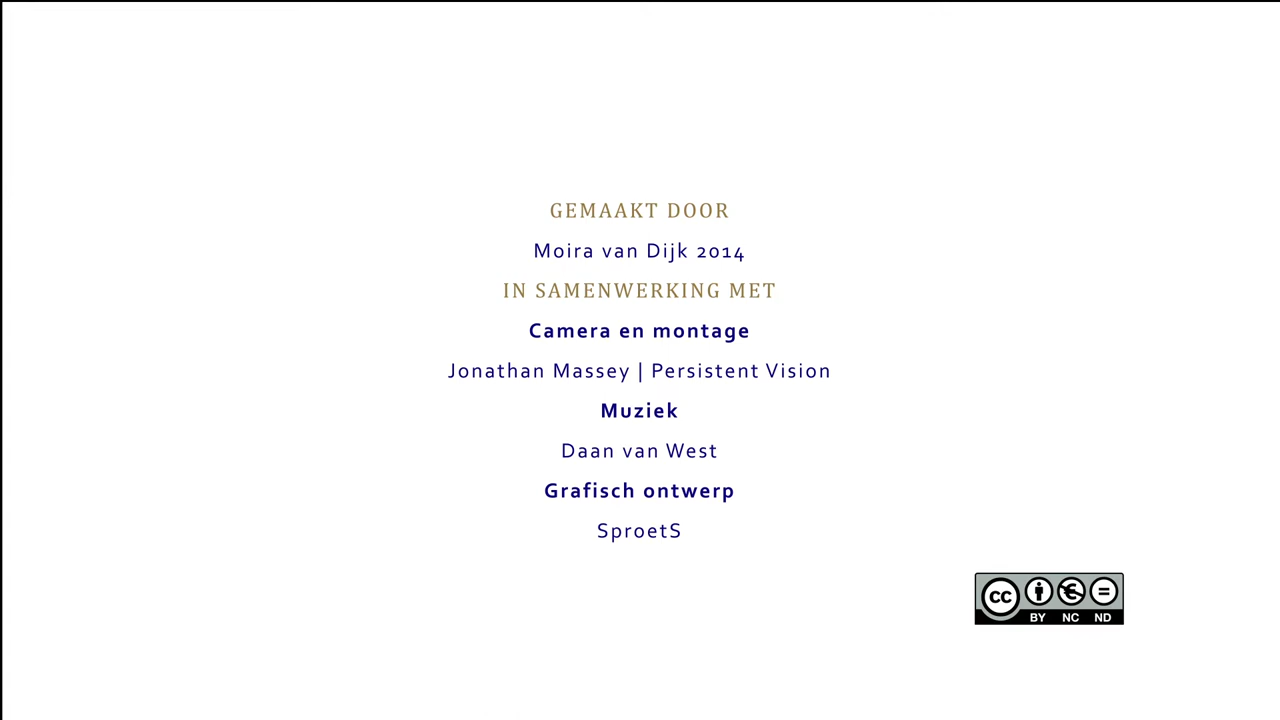 GEMAAKT DOOR
Moira van Dijk 2014
IN SAMENWERKING MET
Camera en montage
Jonathan Massey | Persistent Vision
Muziek
Daan van West
Grafisch ontwerp
SproetS
CC
BY NC ND